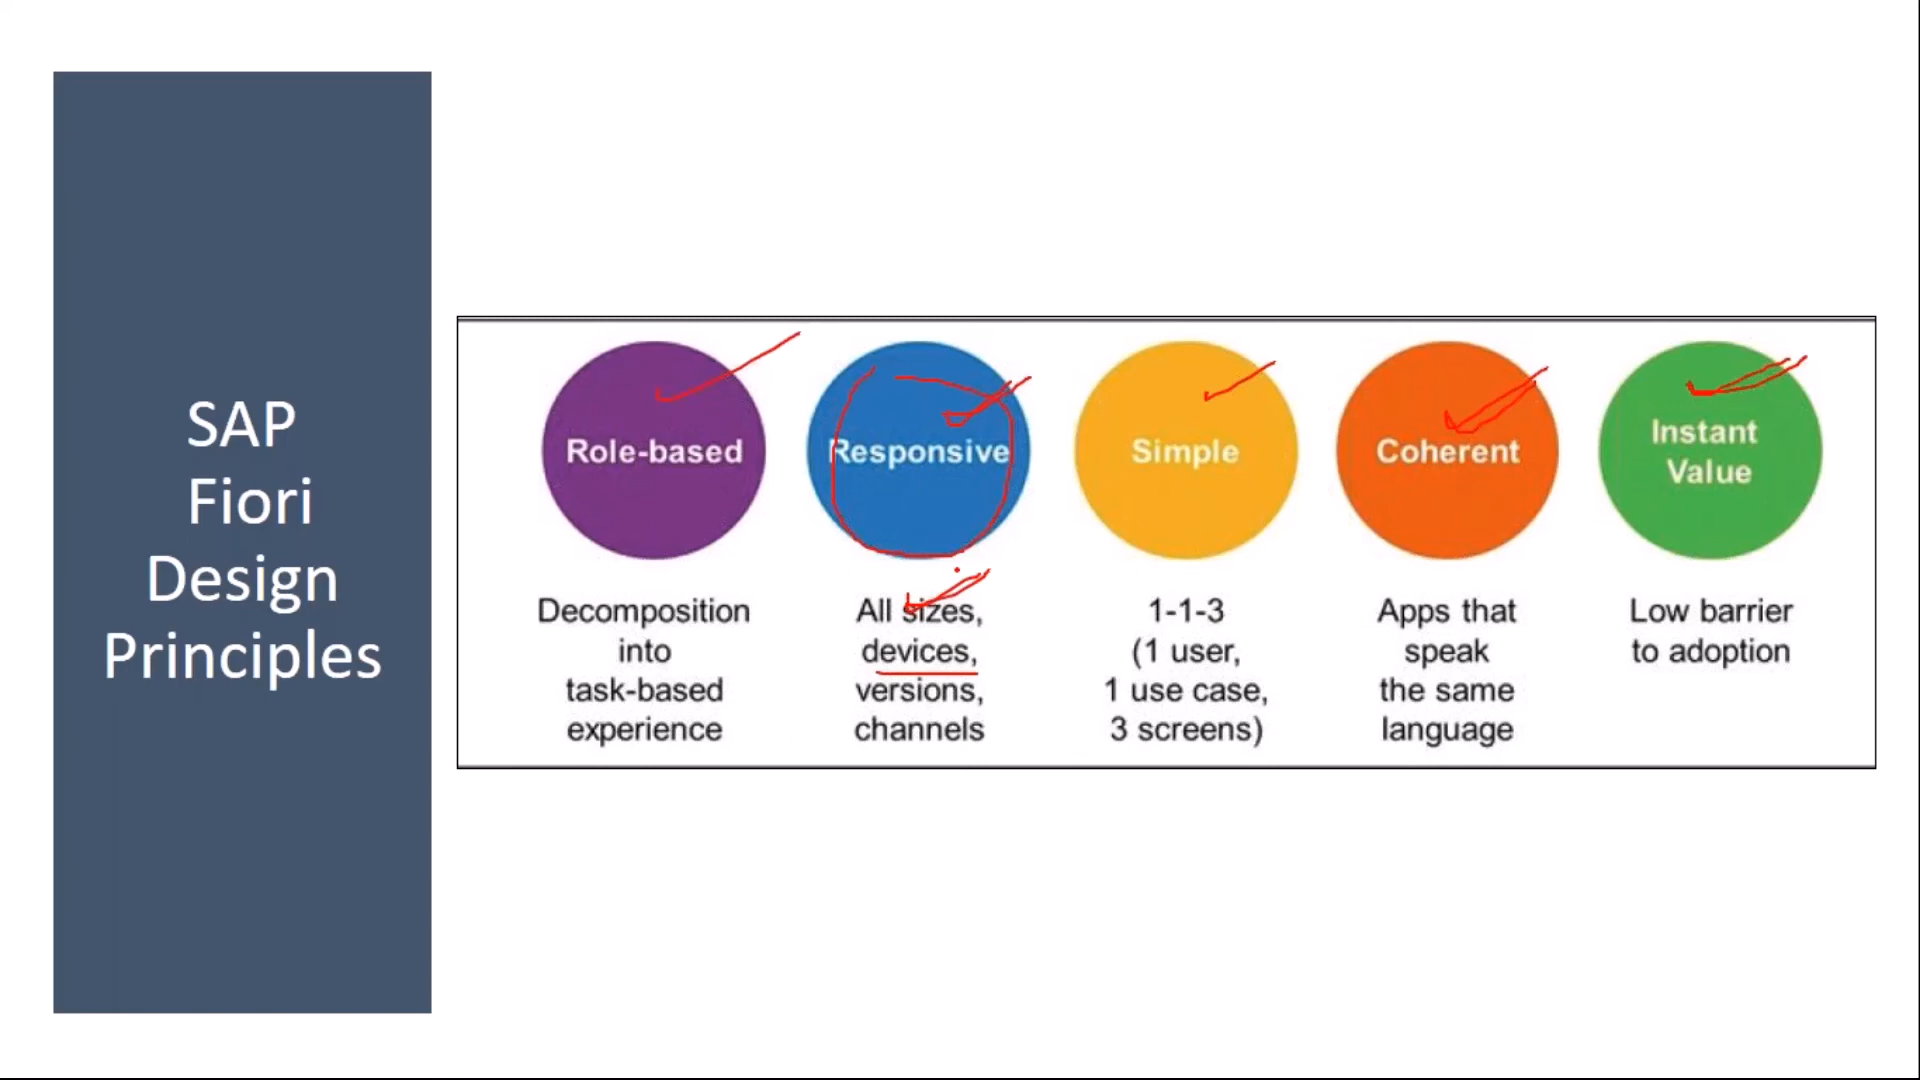 SAP
Fiori
Design
Principles
Role-based
Responsive
Simple
Coherent
Instant
Value
Decomposition
into
task-based
experience
All sizes,
devices,
versions,
channels
1-1-3
(1 user,
1 use case,
3 screens)
Apps that
speak
the same
language
Low barrier
to adoption